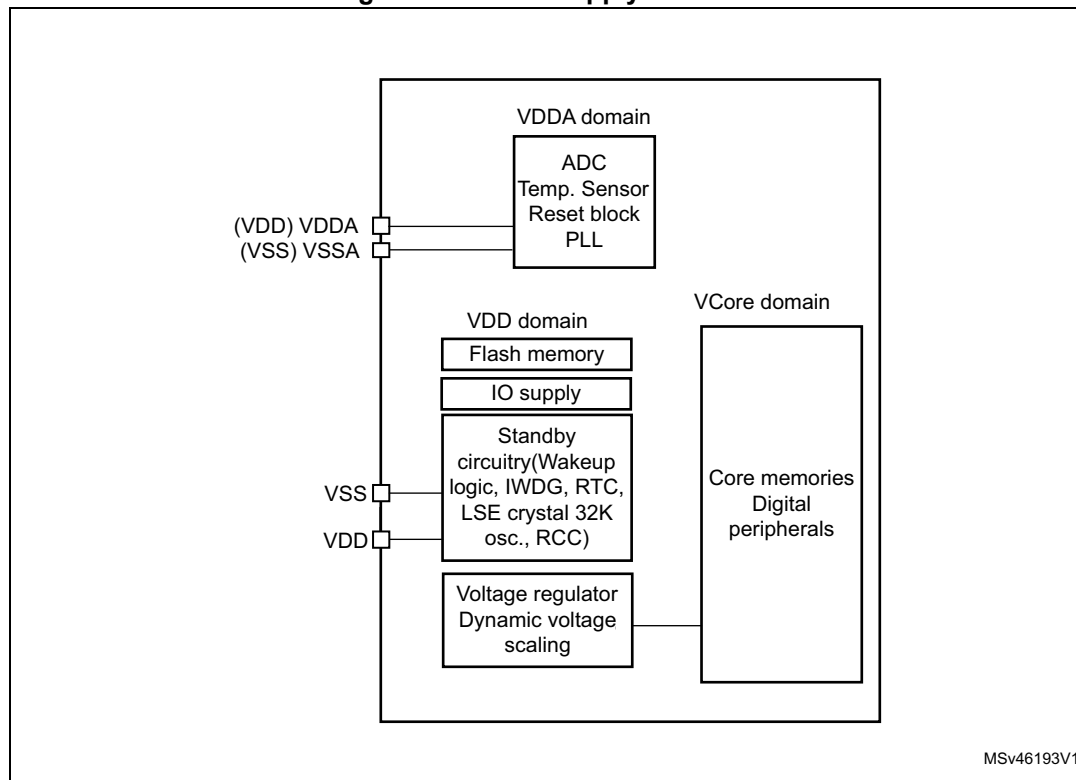 pply
VDDA domain
ADC
Temp. Sensor
Reset block
PLL
(VDD) VDDA
(VSS) VSSA
VCore domain
VDD domain
Flash memory
IO supply
Standby
circuitry(Wakeup
logic, IWDG, RTC,
LSE crystal 32K
osc., RCC)
VSS
VDD
Core memories
Digital
peripherals
Voltage regulator
Dynamic voltage
scaling
MSv46193V1